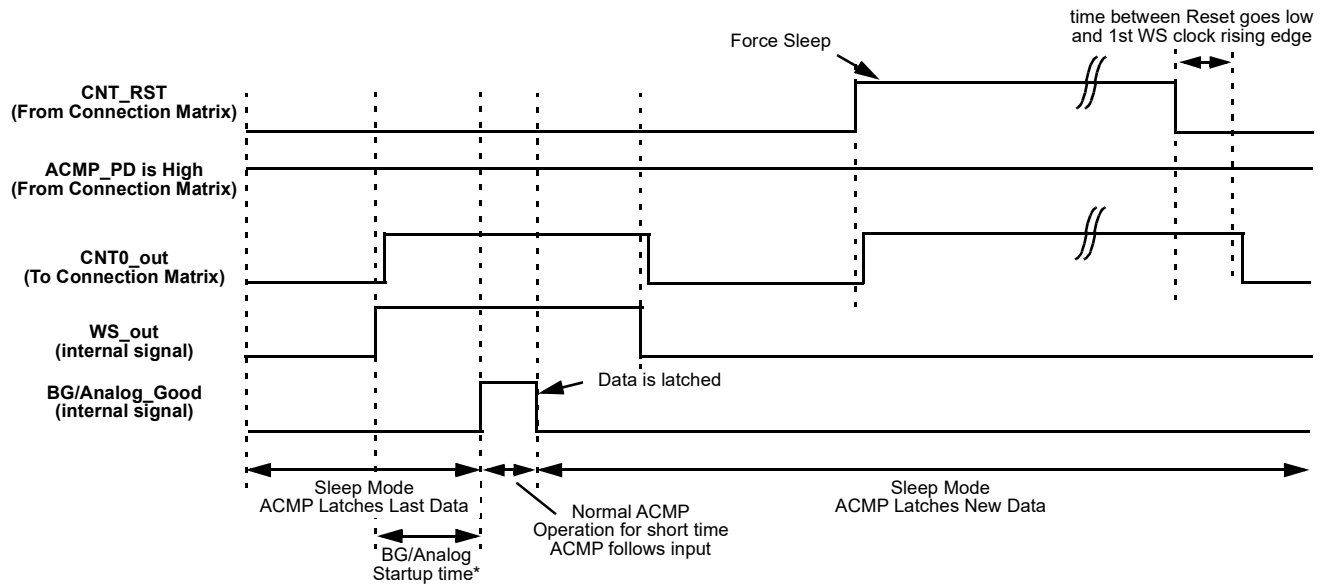 time between Reset goes low
and 1st WS clock rising edge
Force Sleep
CNT_RST
(From Connection Matrix)
ACMP_PD is High
(From Connection Matrix)
CNT0_out
(To Connection Matrix)
WS_out
(internal signal)
BG/Analog_Good
(internal signal)
Data is latched
Sleep Mode
ACMP Latches Last Data
Normal ACMP
Operation for short time
ACMP follows input
Sleep Mode
ACMP Latches New Data
BG/Analog
Startup time*